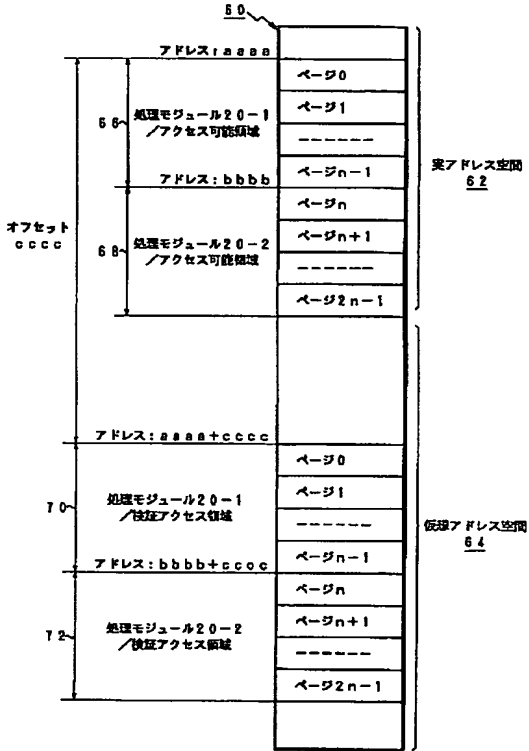 60
アドレス:aaaa
ページ0
ページ1
処理モジュール20-1
/アクセス可能領域
66
------
ページn-1
アドレス:bbbb
実アドレス空間
62
ページn
ページn+1
オフセット
cccc
処理モジュール20-2
/アクセス可能領域
68
------
ページ2n-1
アドレス:aaaa+cccc
ページ0
ページ1
70
処理モジュール20-1
/検証アクセス領域
------
ページn-1
仮想アドレス空間
64
アドレス:bbbb+cccc
ページn
ページn+1
72
処理モジュール20-2
/検証アクセス領域
------
ページ2n-1